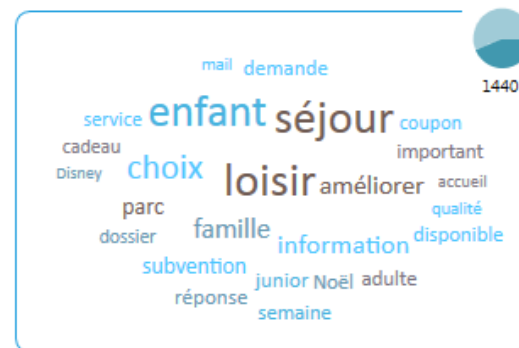 mail demande
1440
service enfant séjour coupon
cadeau important
Disney choix loisir améliorer accueil
parc qualité
dossier famille information disponible
subvention junior Noël adulte
réponse semaine